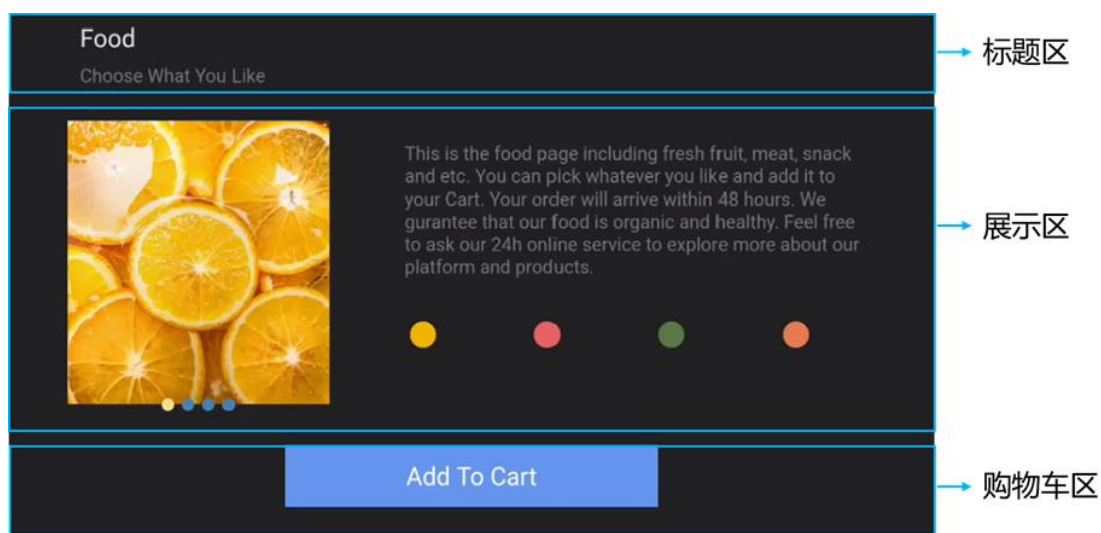 Food
Choose What You Like
标题区
This is the food page including fresh fruit, meat, snack
and etc. You can pick whatever you like and add it to
your Cart. Your order will arrive within 48 hours. We
gurantee that our food is organic and healthy. Feel free
to ask our 24h online service to explore more about our
platform and products.
展示区
Add To Cart
购物车区